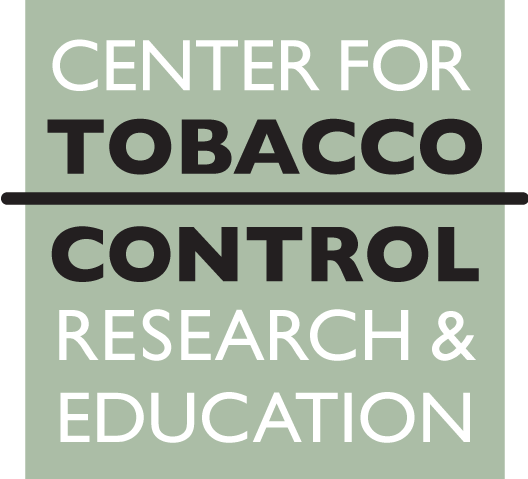 CENTER FOR
TOBACCO
CONTROL
RESEARCH &
EDUCATION